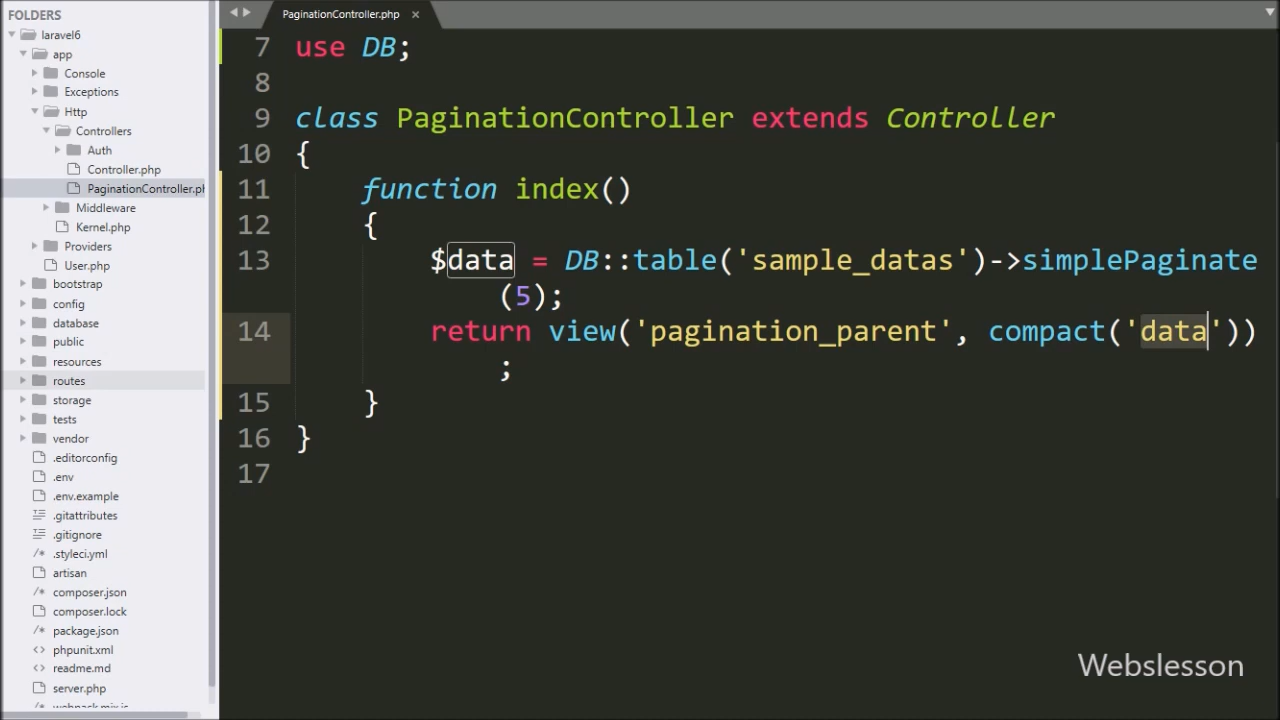 FOLDERS
laravel6
app
Console
Exceptions
Http
Controllers
Auth
Controller.php
PaginationController.ph
Middleware
Kernel.php
Providers
User.php
bootstrap
config
database
public
resources
routes
storage
tests
vendor
.editorconfig
.env
.env.example
.gitattributes
.gitignore
.styleci.yml
artisan
composer.json
composer.lock
package.json
phpunit.xml
readme.md
server.php
webpack.mix.js
PaginationController.php ×
7 use DB;
8
9 class PaginationController extends Controller
10 {
11 function index()
12 {
13 $data = DB::table('sample_datas')->simplePaginate
(5);
14 return view('pagination_parent', compact('data'))
;
15 }
16 }
17
Webslesson